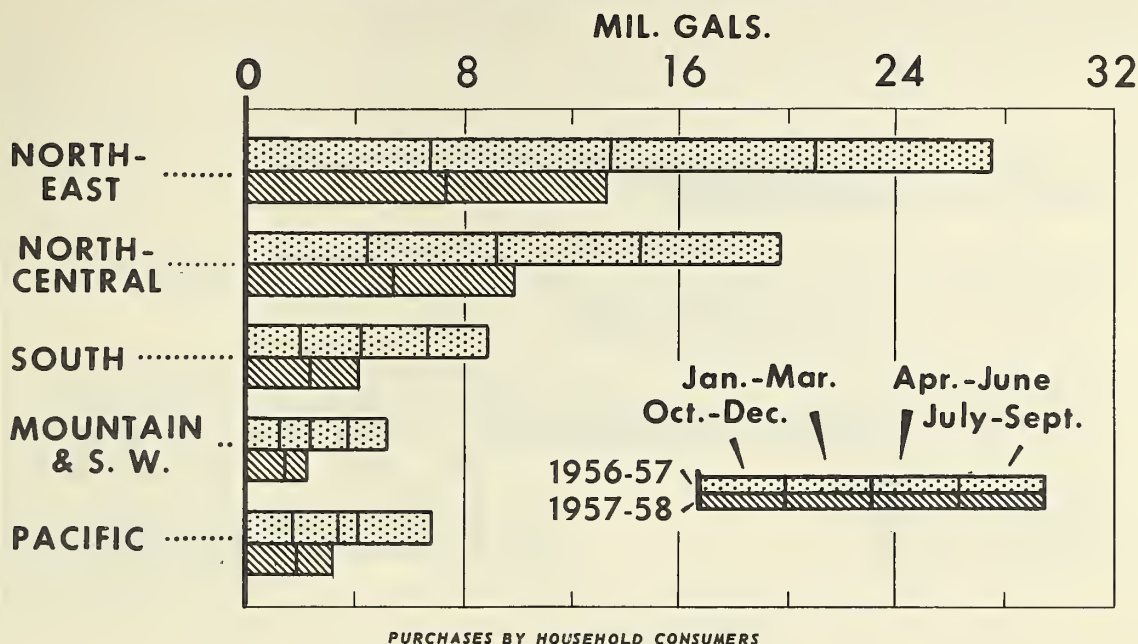 MIL. GALS.
0 8 16 24 32
NORTH-
EAST
NORTH-
CENTRAL
SOUTH
MOUNTAIN
& S. W.
PACIFIC
Jan.-Mar. Apr.-June
Oct.-Dec. July-Sept.
1956-57
1957-58
PURCHASES BY HOUSEHOLD CONSUMERS